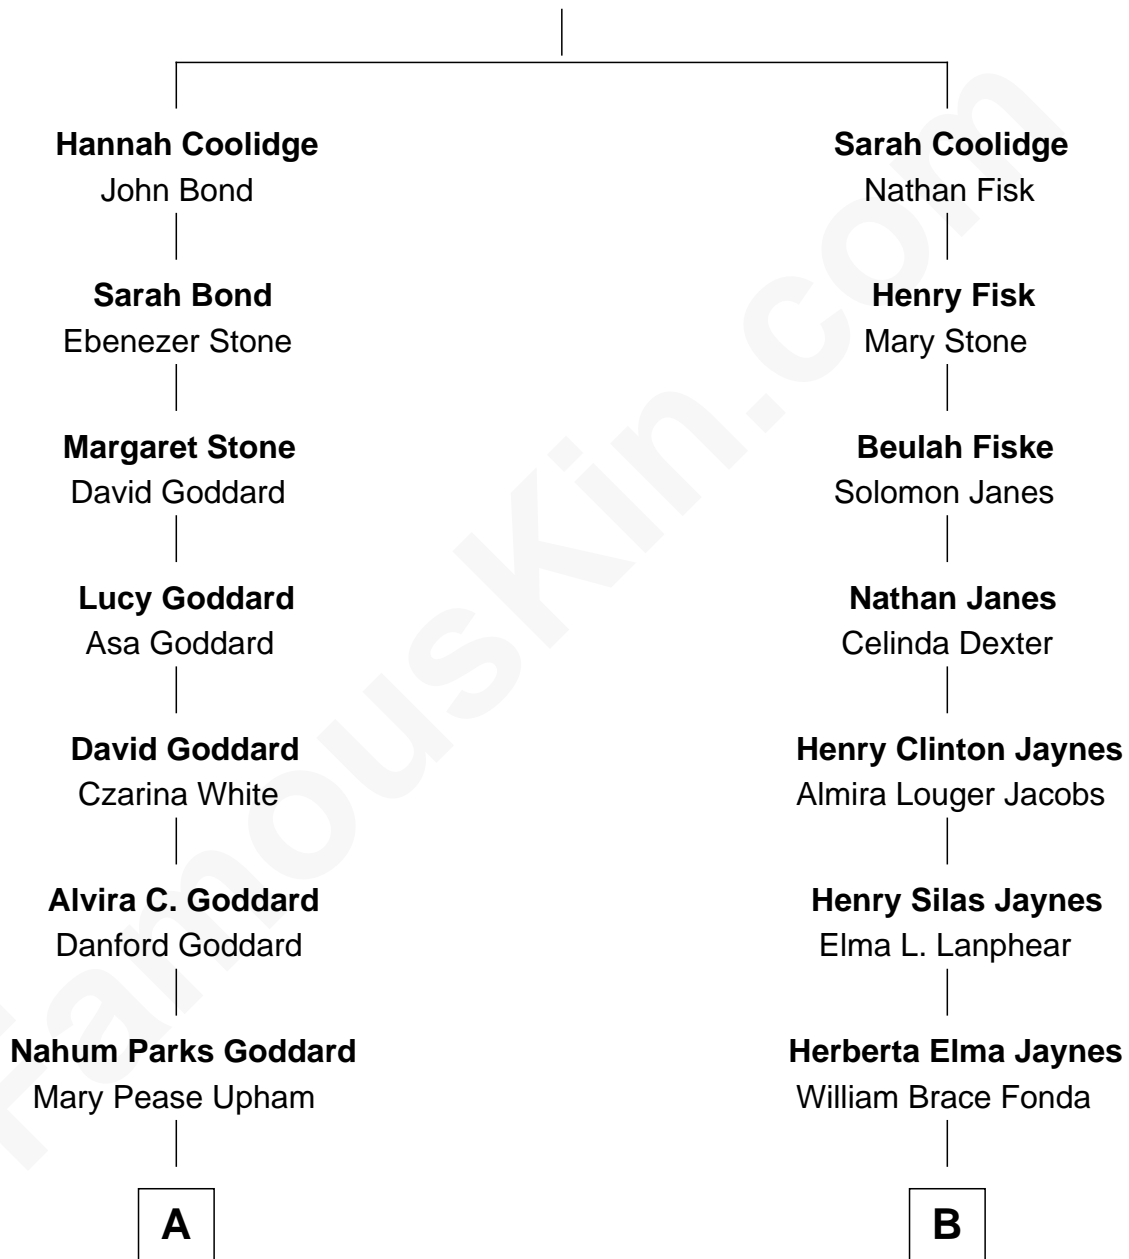 Hannah Coolidge
John Bond
Sarah Coolidge
Nathan Fisk
Sarah Bond
Ebenezer Stone
Henry Fisk
Mary Stone
Margaret Stone
David Goddard
Beulah Fiske
Solomon Janes
Lucy Goddard
Asa Goddard
Nathan Janes
Celinda Dexter
David Goddard
Czarina White
Henry Clinton Jaynes
Almira Louger Jacobs
Alvira C. Goddard
Danford Goddard
Henry Silas Jaynes
Elma L. Lanphear
Nahum Parks Goddard
Mary Pease Upham
Herberta Elma Jaynes
William Brace Fonda
A
B
FamousKin.com